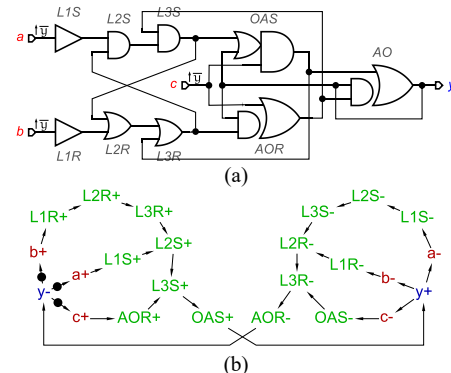 L1S L2S L3S OAS
a y̅ AO
c y̅ y
b y̅
L1R L2R L3R AOR
(a)
L2R+ L3S- L2S-
L1R+ L3R+ L1S-
b+ L1S+ L2S+ L2R- L1R- a-
a+ b-
y- L3S+ L3R- y+
c+ AOR+ OAS+ AOR- OAS- c-
(b)